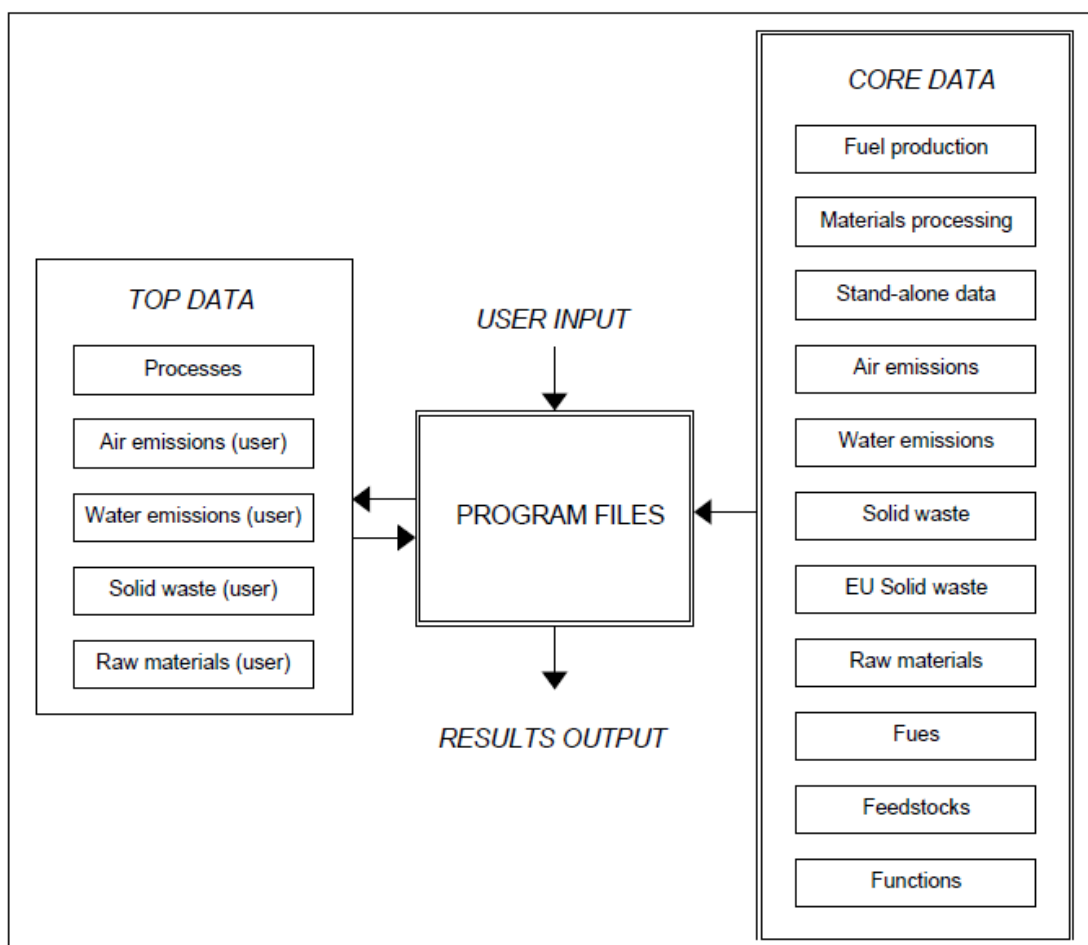 CORE DATA
Fuel production
Materials processing
Stand-alone data
Air emissions
Water emissions
Solid waste
EU Solid waste
Raw materials
Fues
Feedstocks
Functions
TOP DATA
Processes
Air emissions (user)
Water emissions (user)
Solid waste (user)
Raw materials (user)
USER INPUT
PROGRAM FILES
RESULTS OUTPUT